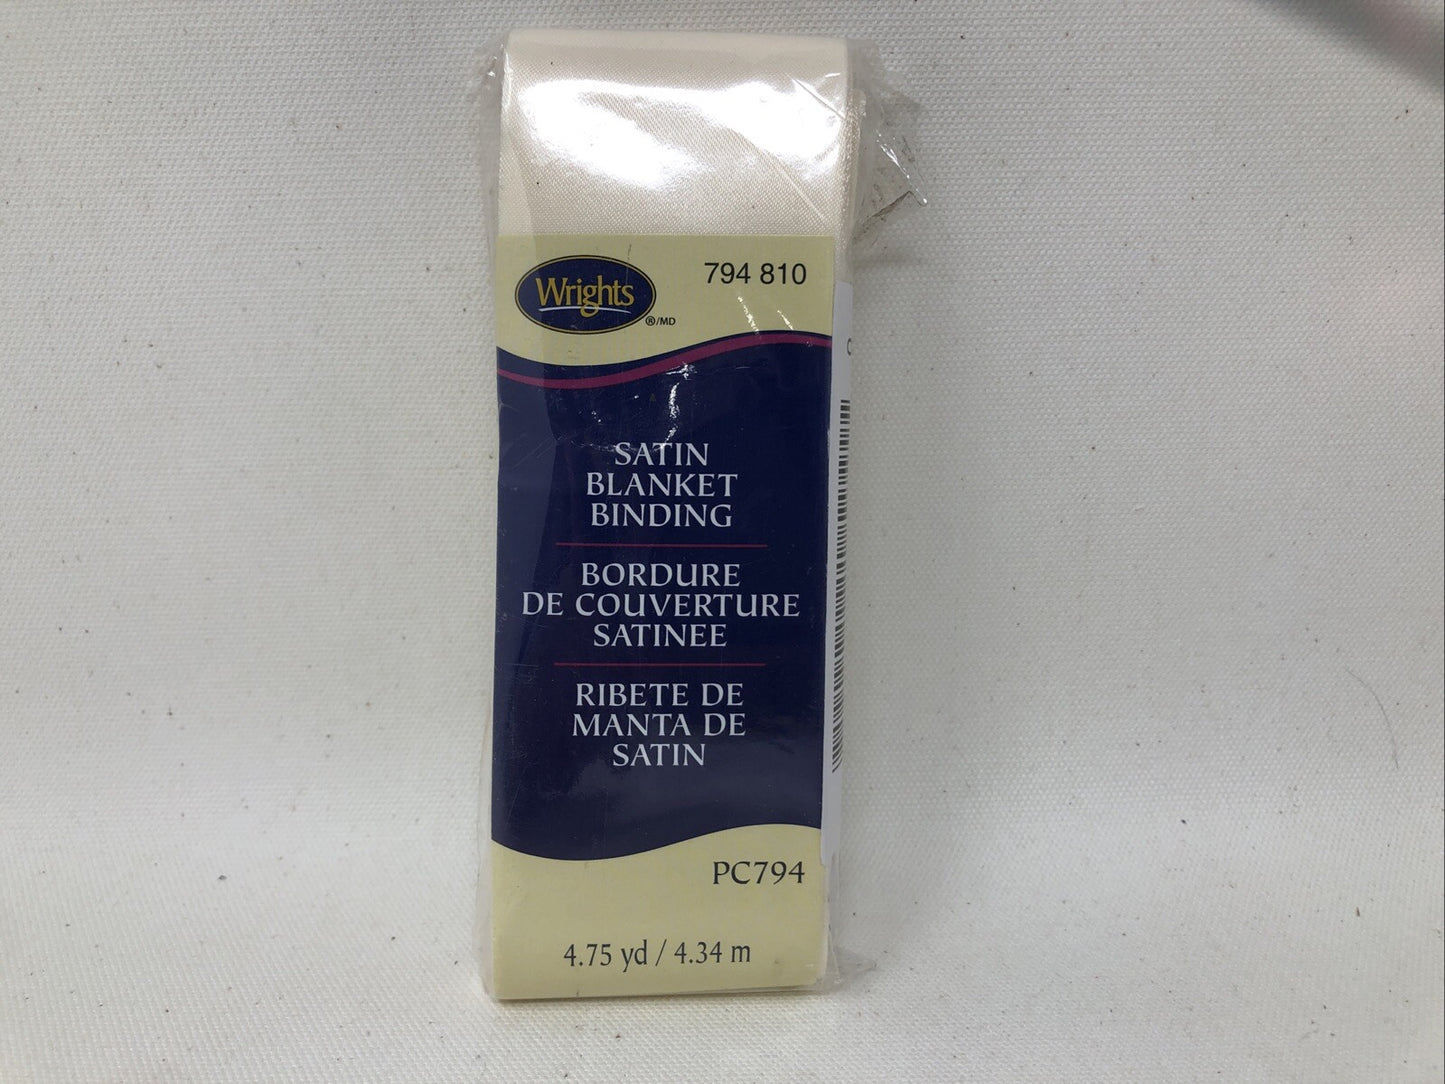 Wrights
®/MD
794 810
SATIN
BLANKET
BINDING
BORDURE
DE COUVERTURE
SATINEE
RIBETE DE
MANTA DE
SATIN
PC794
4.75 yd / 4.34 m